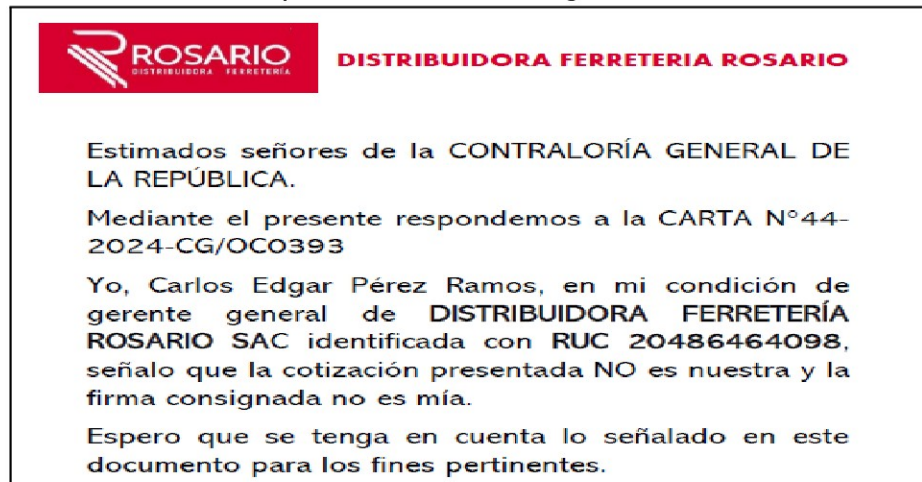 ROSARIO
DISTRIBUIDORA FERRETERÍA
DISTRIBUIDORA FERRETERIA ROSARIO
Estimados señores de la CONTRALORÍA GENERAL DE
LA REPÚBLICA.
Mediante el presente respondemos a la CARTA N°44-
2024-CG/OC0393
Yo, Carlos Edgar Pérez Ramos, en mi condición de
gerente general de DISTRIBUIDORA FERRETERÍA
ROSARIO SAC identificada con RUC 20486464098,
señalo que la cotización presentada NO es nuestra y la
firma consignada no es mía.
Espero que se tenga en cuenta lo señalado en este
documento para los fines pertinentes.